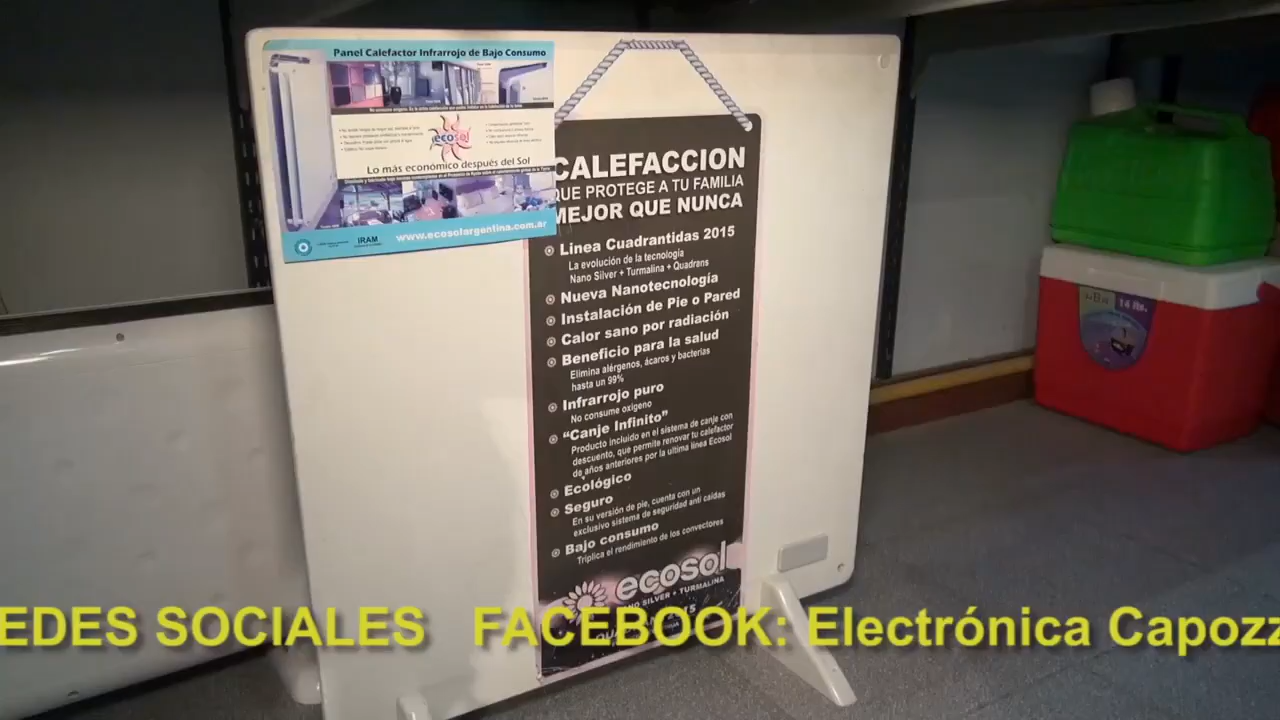 Panel Calefactor Infrarrojo de Bajo Consumo
ecosol
Lo más económico después del Sol
IRAM
www.ecosolargentina.com.ar
CALEFACCION
QUE PROTEGE A TU FAMILIA
MEJOR QUE NUNCA
Linea Cuadrantidas 2015
La evolución de la tecnología
Nano Silver + Turmalina + Quadrans
Nueva Nanotecnología
Instalación de Pie o Pared
Calor sano por radiación
Beneficio para la salud
Elimina alérgenos, ácaros y bacterias
hasta un 99%
Infrarrojo puro
No consume oxigeno
"Canje Infinito"
Producto incluido en el sistema de canje con
descuento, que permite renovar tu calefactor
de años anteriores por la ultima línea Ecosol
Ecológico
Seguro
En su versión de pie, cuenta con un
exclusivo sistema de seguridad anti caidas
Bajo consumo
Triplica el rendimiento de los convectores
ecosol
NANO SILVER + TURMALINA
14 lts.
EDES SOCIALES FACEBOOK: Electrónica Capozz